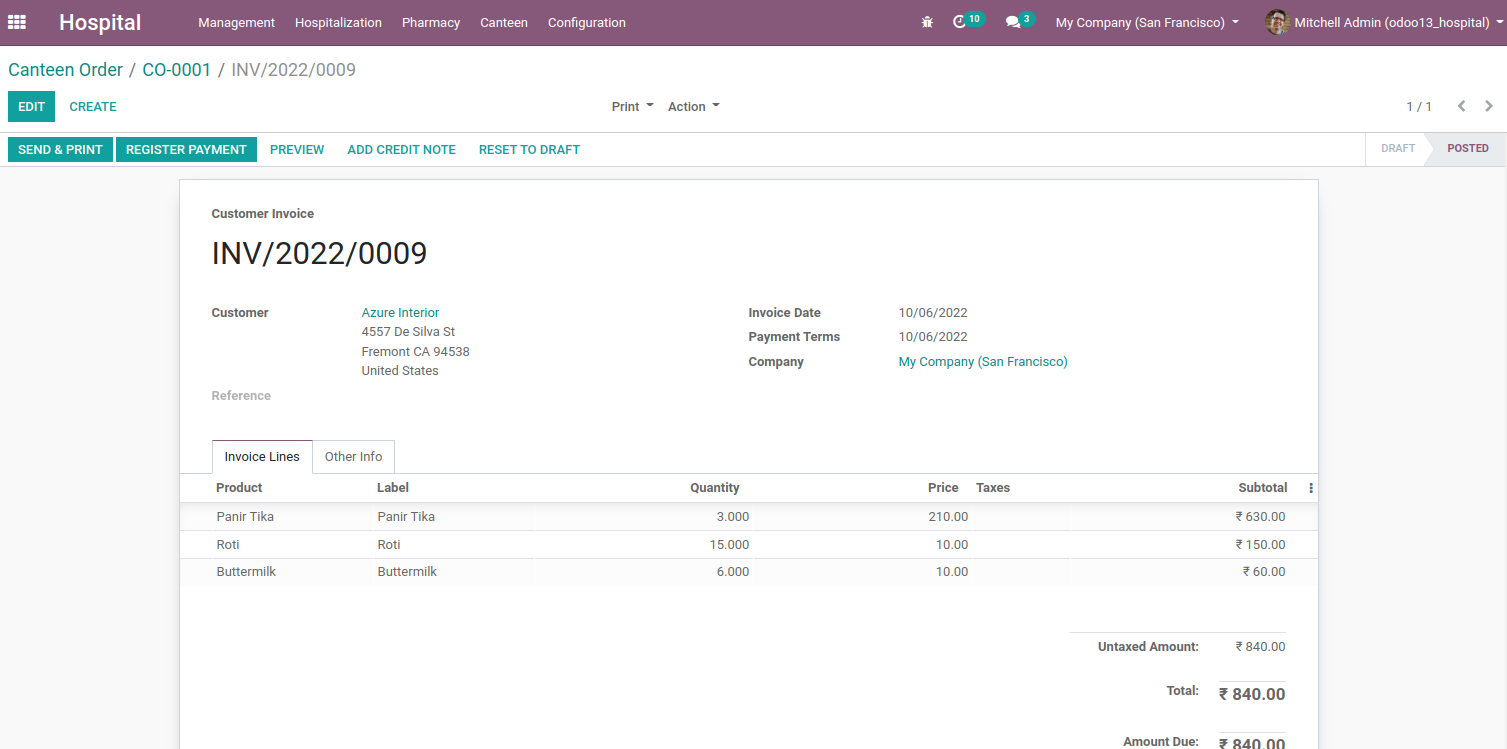 Hospital Management Hospitalization Pharmacy Canteen Configuration 10 3 My Company (San Francisco) Mitchell Admin (odoo13_hospital)
Canteen Order / CO-0001 / INV/2022/0009
EDIT CREATE Print Action 1 / 1
SEND & PRINT REGISTER PAYMENT PREVIEW ADD CREDIT NOTE RESET TO DRAFT DRAFT POSTED
Customer Invoice
INV/2022/0009
Customer Azure Interior Invoice Date 10/06/2022
4557 De Silva St
Payment Terms 10/06/2022
Fremont CA 94538
Company My Company (San Francisco)
United States
Reference
Invoice Lines Other Info
Product Label Quantity Price Taxes Subtotal
Panir Tika Panir Tika 3.000 210.00 ₹ 630.00
Roti Roti 15.000 10.00 ₹ 150.00
Buttermilk Buttermilk 6.000 10.00 ₹ 60.00
Untaxed Amount: ₹ 840.00
Total: ₹ 840.00
Amount Due: ₹ 840.00